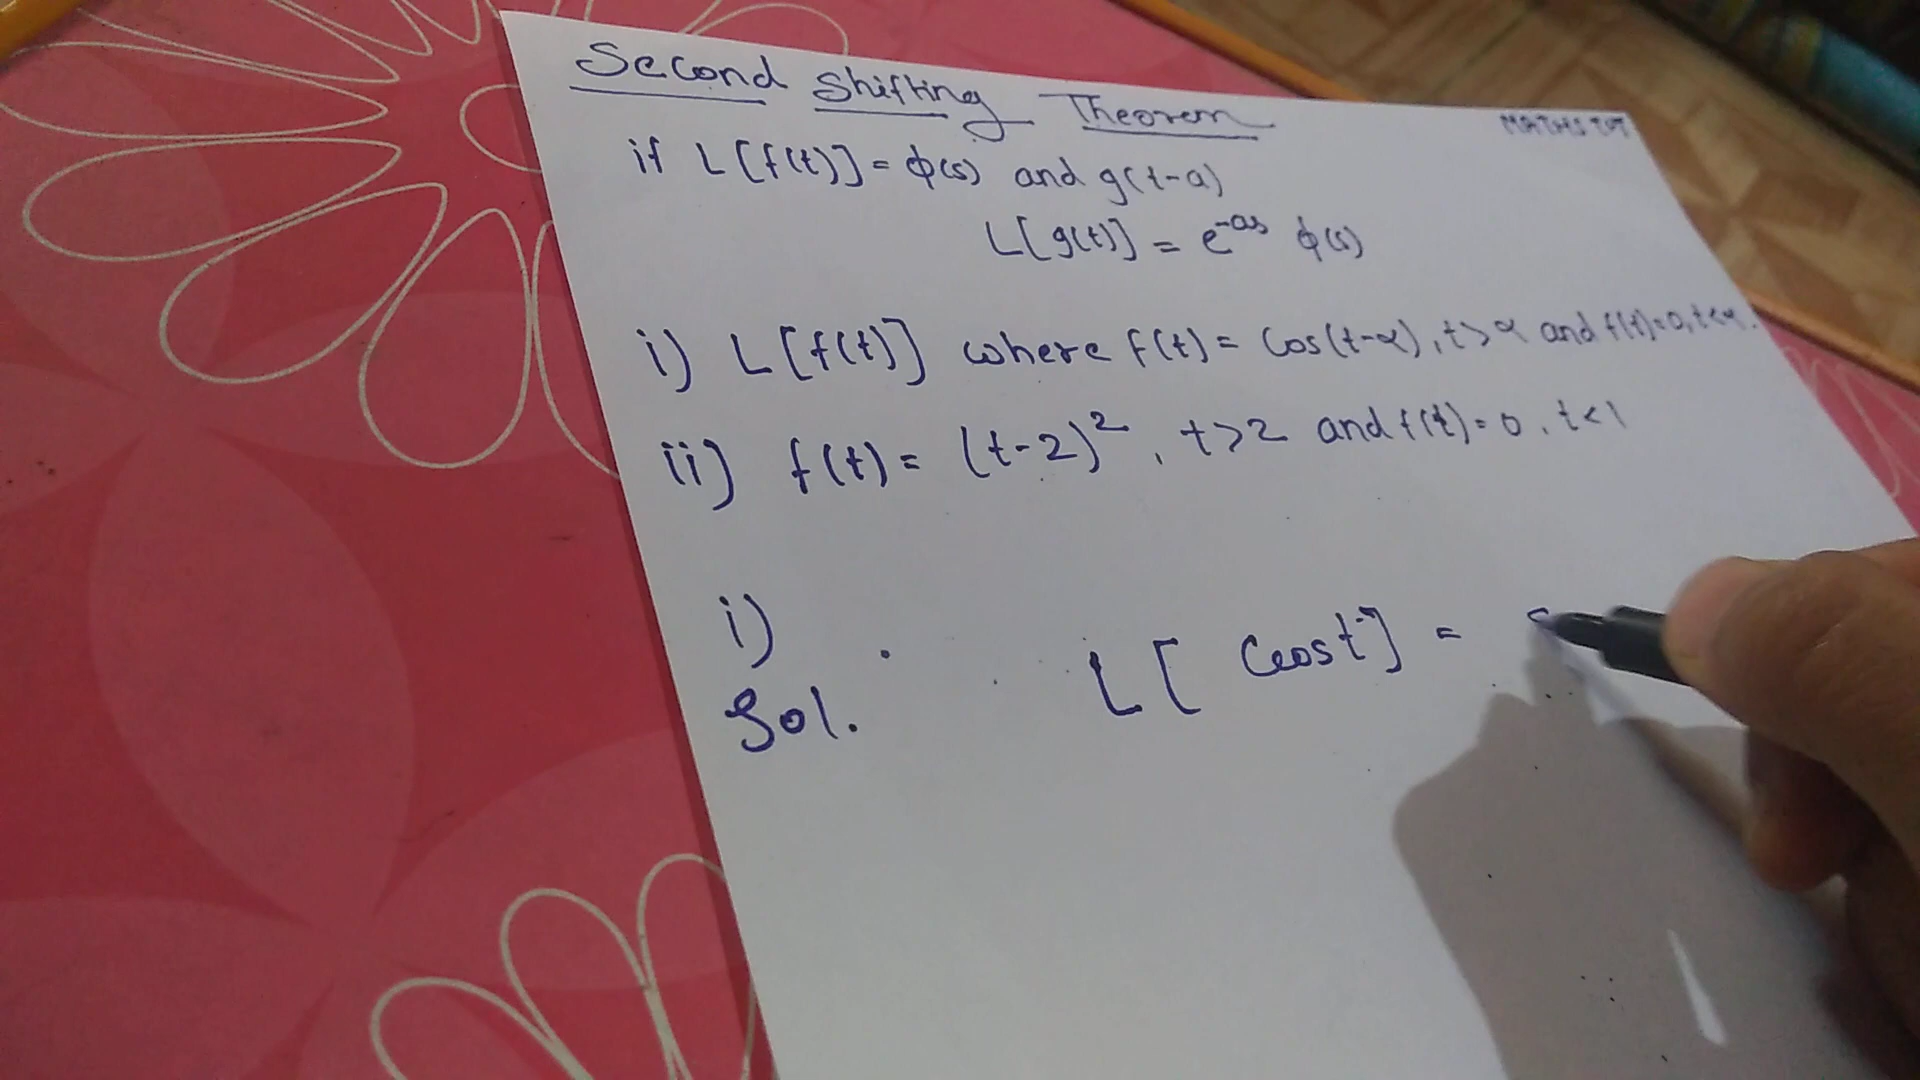 Second Shifting Theorem
MATHS
if L[f(t)] = φ(s) and g(t-a)
L[g(t)] = e^-as φ(s)
i) L[f(t)] where f(t) = Cos(t-α), t>α and f(t)=0, t<α.
ii) f(t) = (t-2)², t>2 and f(t)=0, t<1
i)
Sol.
L[ Cost] = s